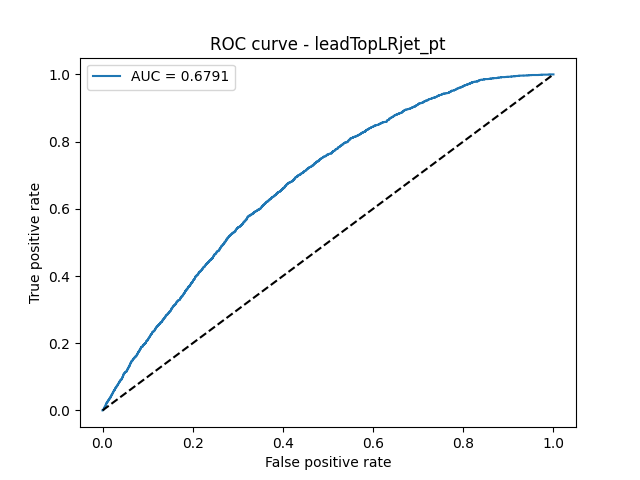 ROC curve - leadTopLRjet_pt
AUC = 0.6791
True positive rate
1.0
0.8
0.6
0.4
0.2
0.0
0.0 0.2 0.4 0.6 0.8 1.0
False positive rate